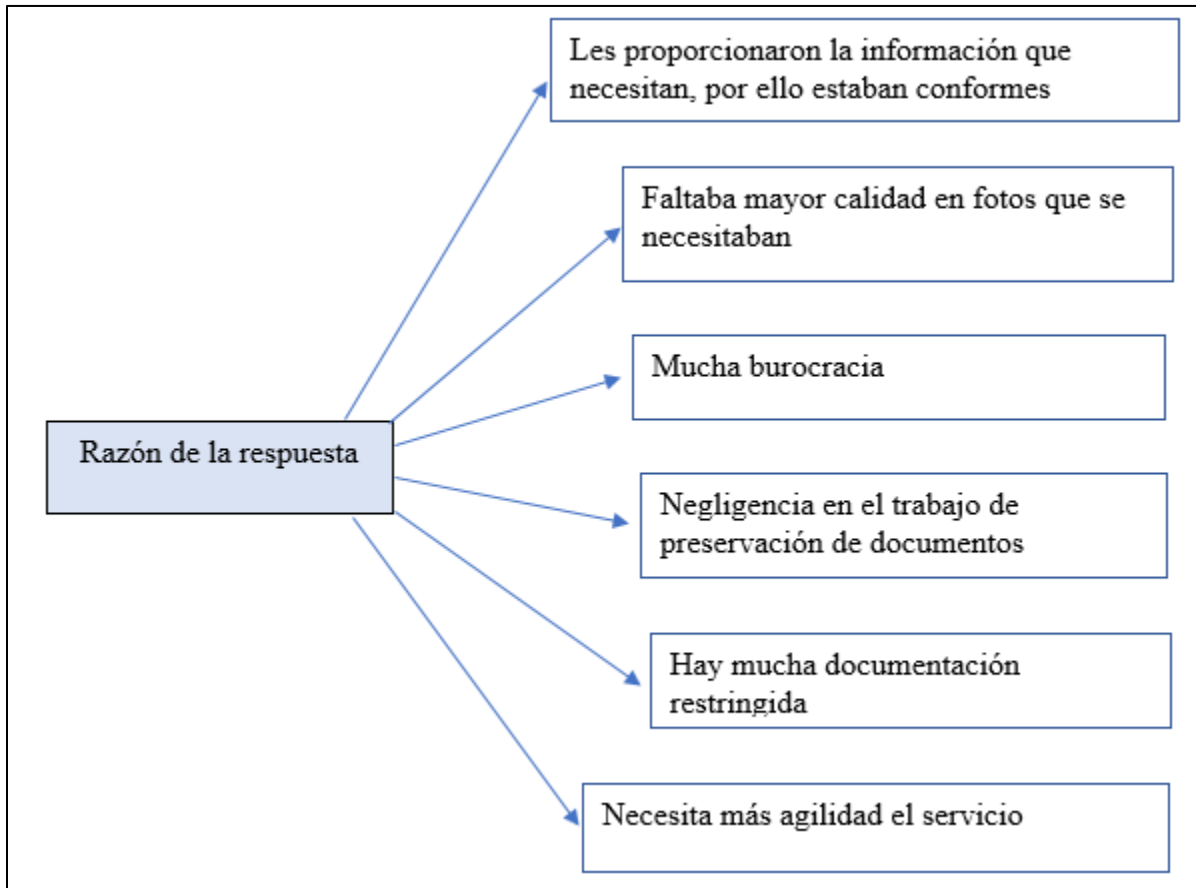 Les proporcionaron la información que
necesitan, por ello estaban conformes
Faltaba mayor calidad en fotos que se
necesitaban
Mucha burocracia
Razón de la respuesta
Negligencia en el trabajo de
preservación de documentos
Hay mucha documentación
restringida
Necesita más agilidad el servicio